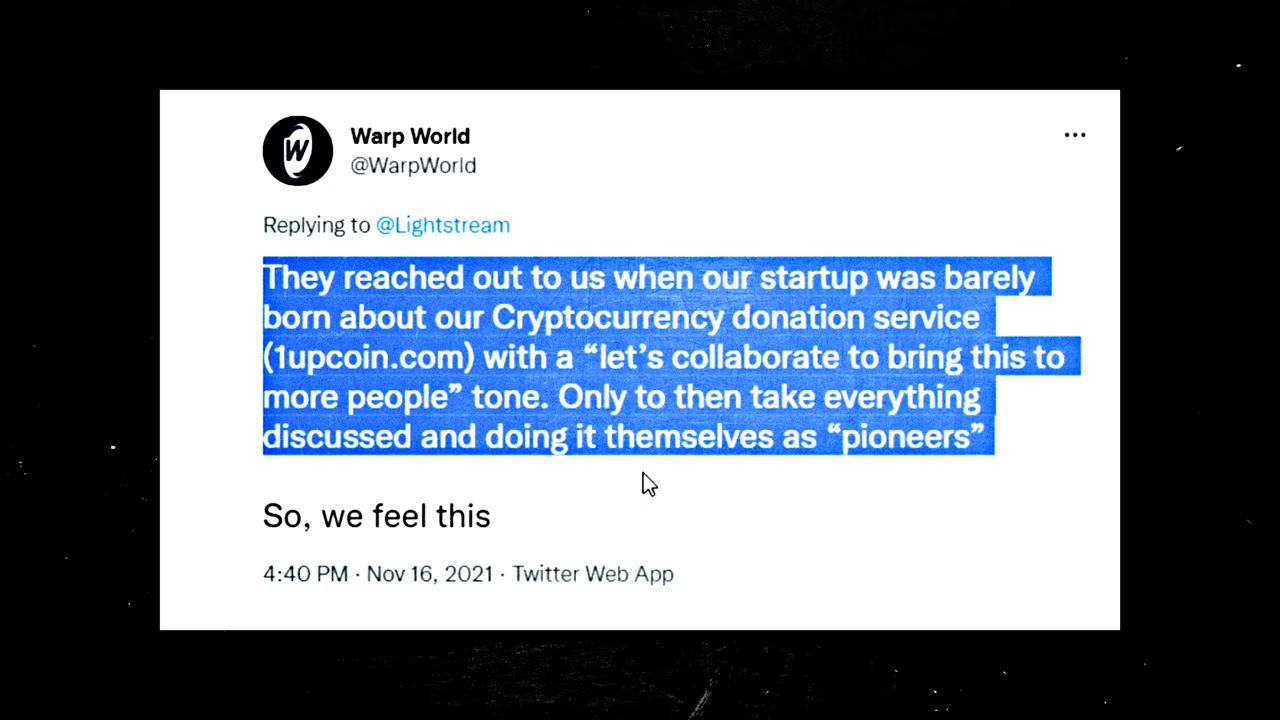 W
Warp World
@WarpWorld
Replying to @Lightstream
They reached out to us when our startup was barely
born about our Cryptocurrency donation service
(1upcoin.com) with a “let’s collaborate to bring this to
more people” tone. Only to then take everything
discussed and doing it themselves as “pioneers”
So, we feel this
4:40 PM · Nov 16, 2021 · Twitter Web App